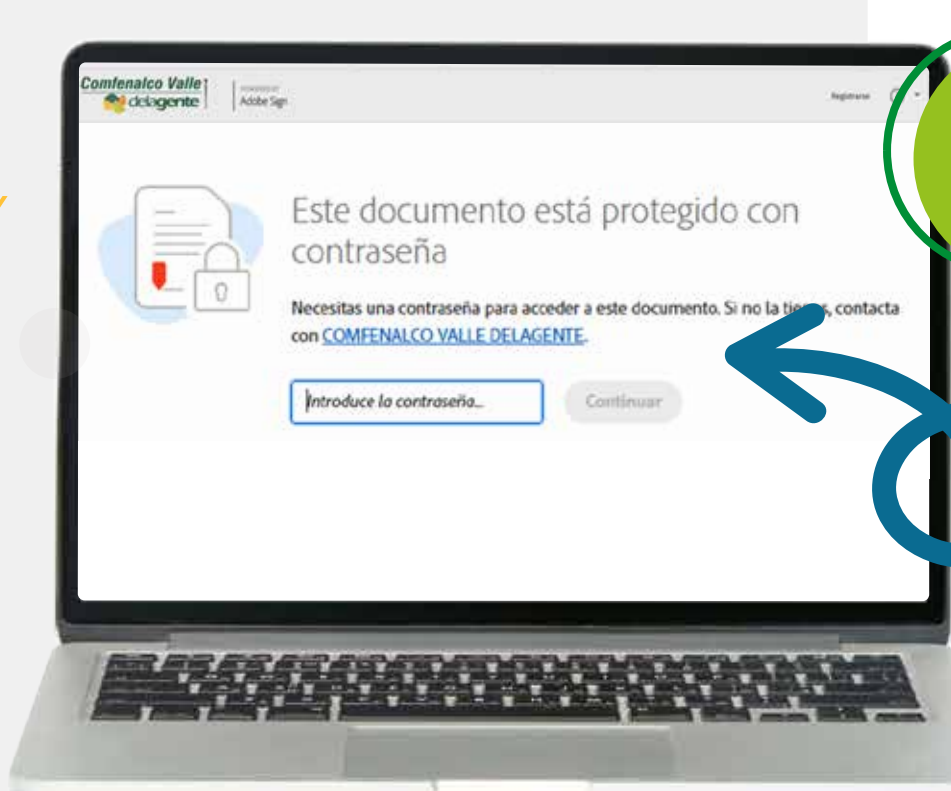 Comfenalco Valle
delagente
Adobe Sign
Registrarse
Este documento está protegido con
contraseña
Necesitas una contraseña para acceder a este documento. Si no la tienes, contacta
con COMFENALCO VALLE DELAGENTE.
Introduce la contraseña...
Continuar